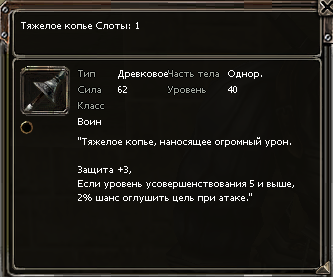 Тяжелое копье Слоты: 1
Тип Древковое Часть тела Однор.
Сила 62 Уровень 40
Класс
Воин
"Тяжелое копье, наносящее огромный урон.
Защита +3,
Если уровень усовершенствования 5 и выше,
2% шанс оглушить цель при атаке."